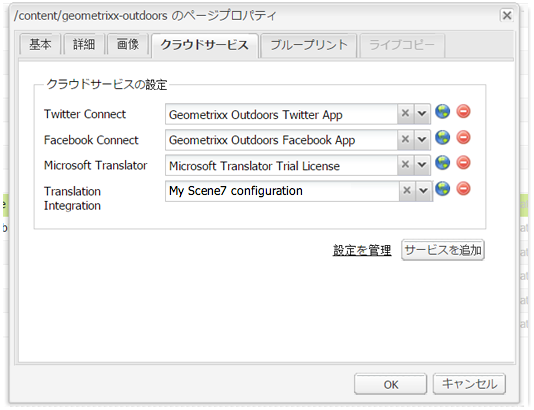 /content/geometrixx-outdoors のページプロパティ
基本 詳細 画像 クラウドサービス ブループリント ライブコピー
クラウドサービスの設定
Twitter Connect Geometrixx Outdoors Twitter App
Facebook Connect Geometrixx Outdoors Facebook App
Microsoft Translator Microsoft Translator Trial License
Translation Integration My Scene7 configuration
設定を管理 サービスを追加
OK キャンセル